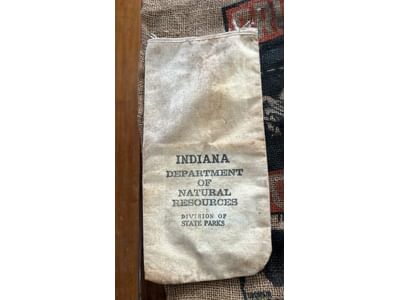 INDIANA
DEPARTMENT
OF
NATURAL
RESOURCES
DIVISION OF
STATE PARKS